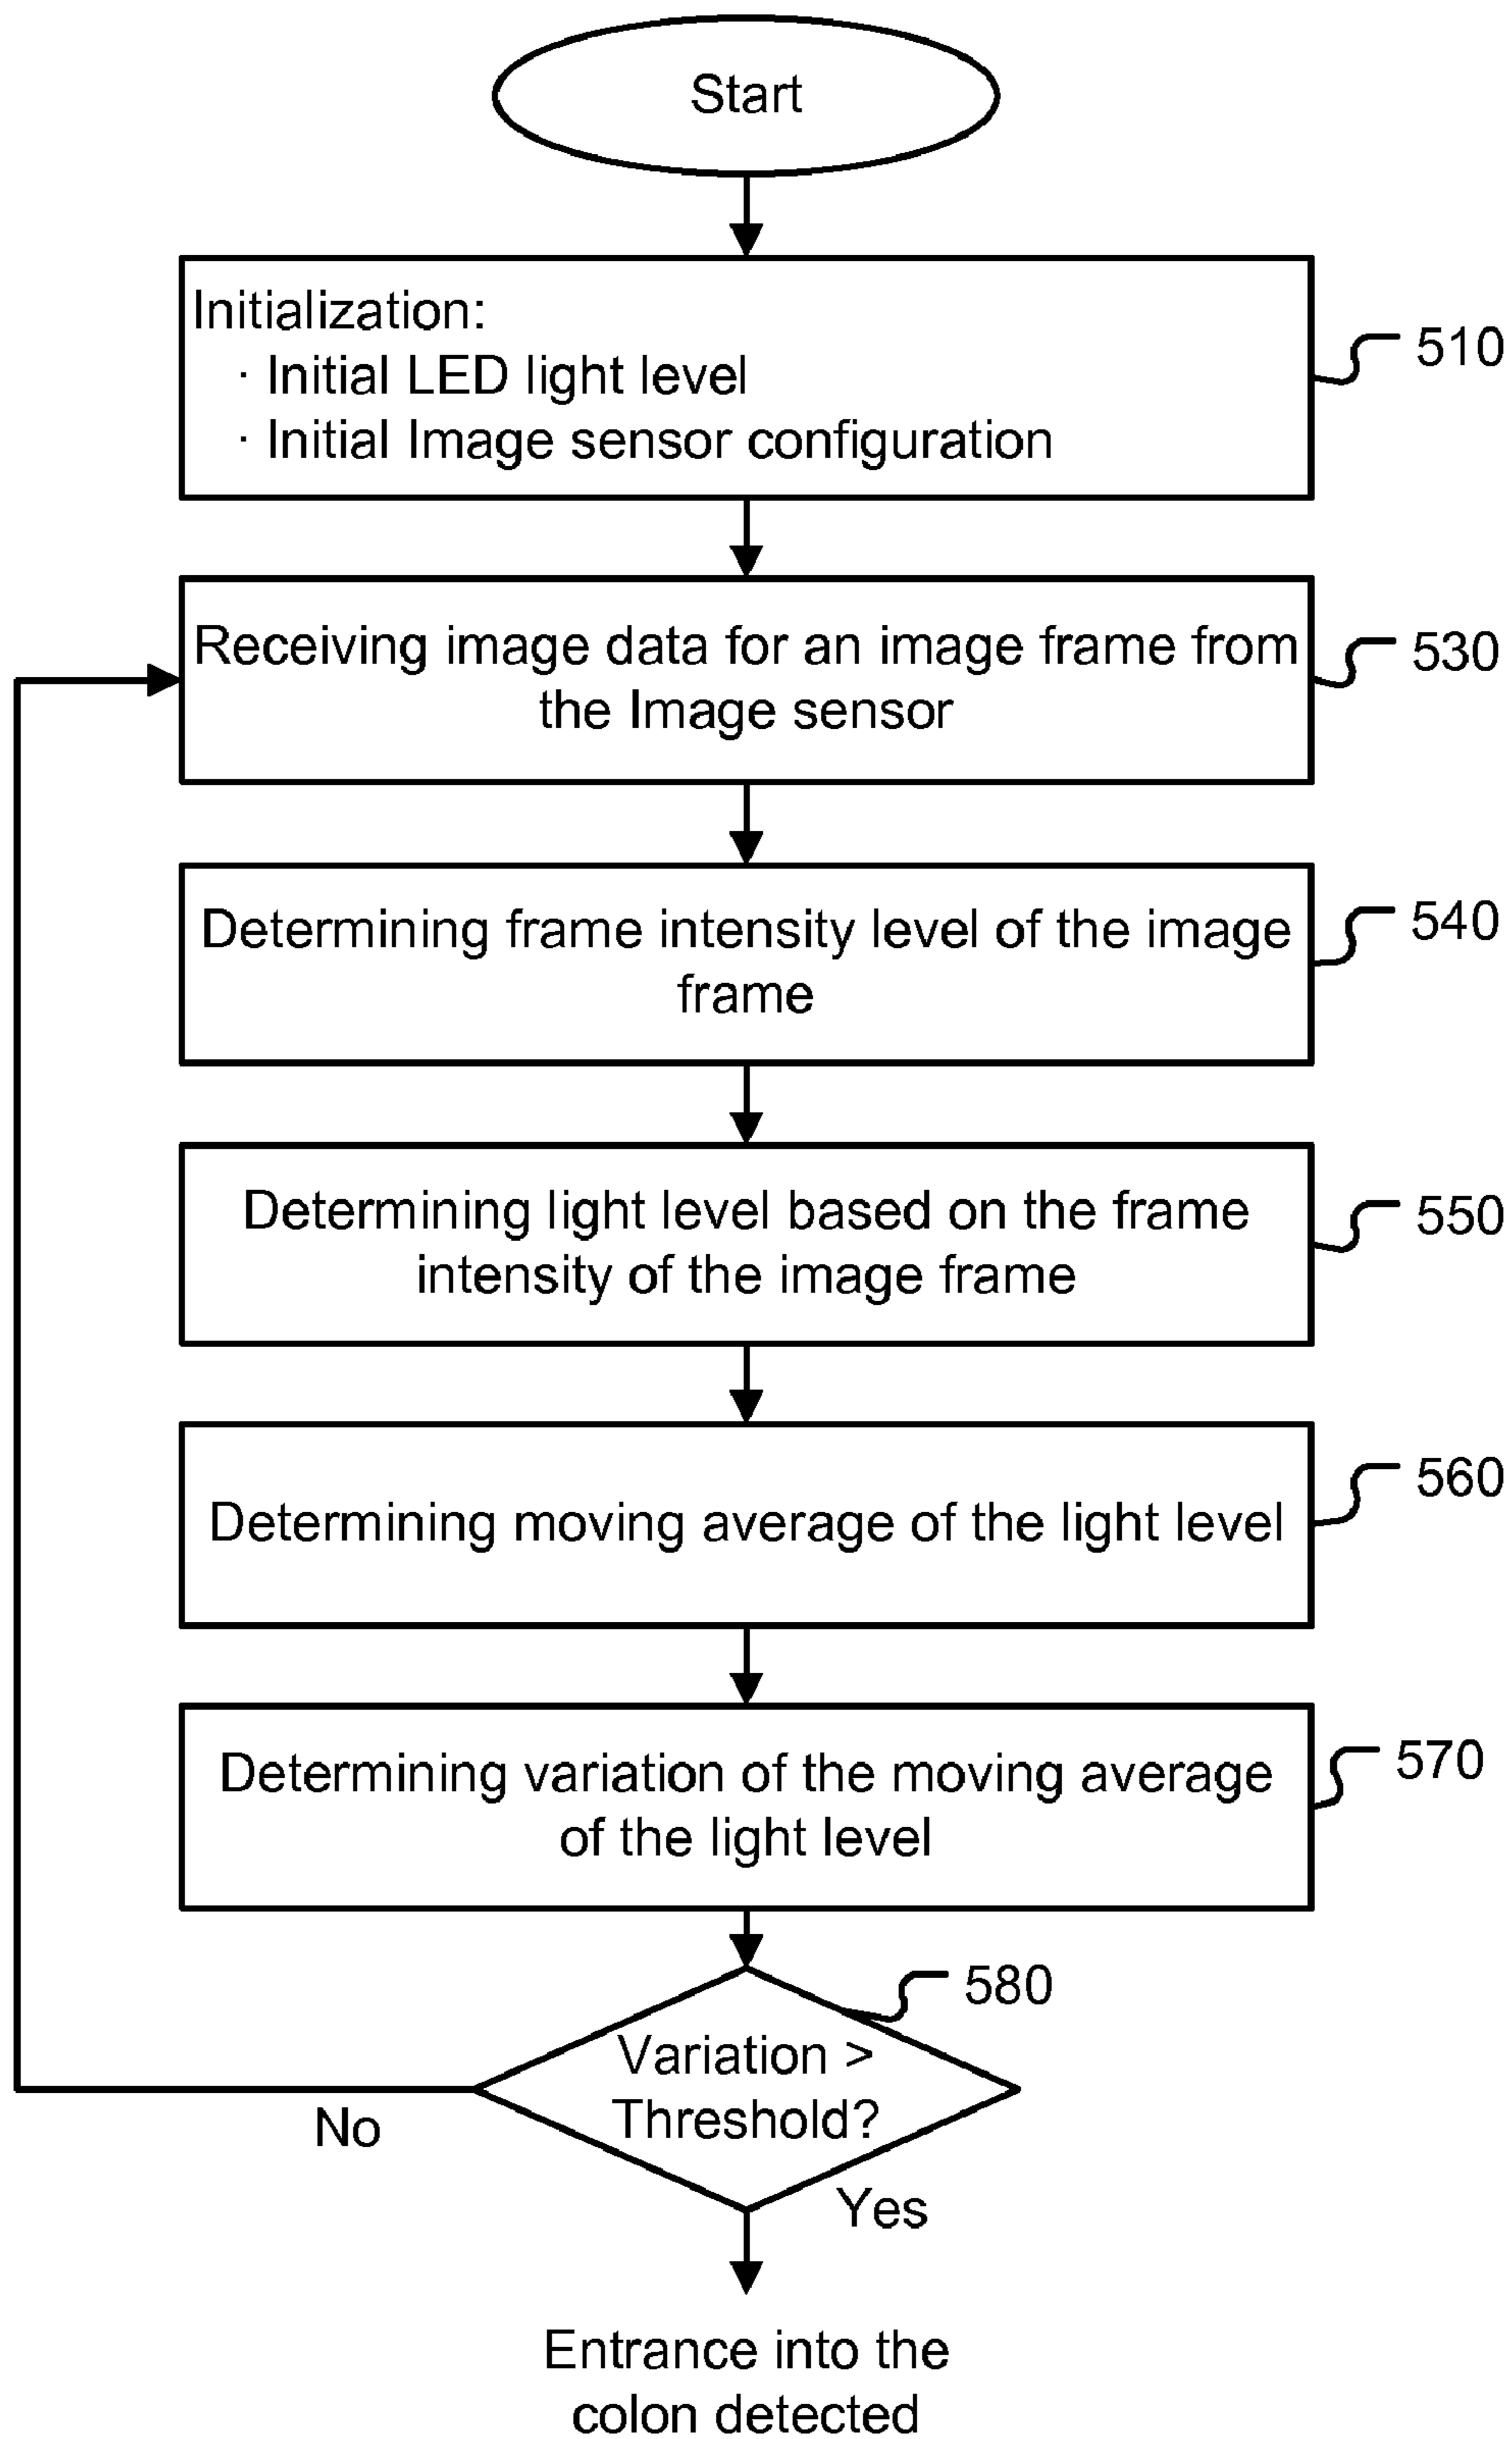 Start
Initialization:
· Initial LED light level
· Initial Image sensor configuration
510
Receiving image data for an image frame from
the Image sensor
530
Determining frame intensity level of the image
frame
540
Determining light level based on the frame
intensity of the image frame
550
Determining moving average of the light level
560
Determining variation of the moving average
of the light level
570
580
Variation >
Threshold?
No
Yes
Entrance into the
colon detected